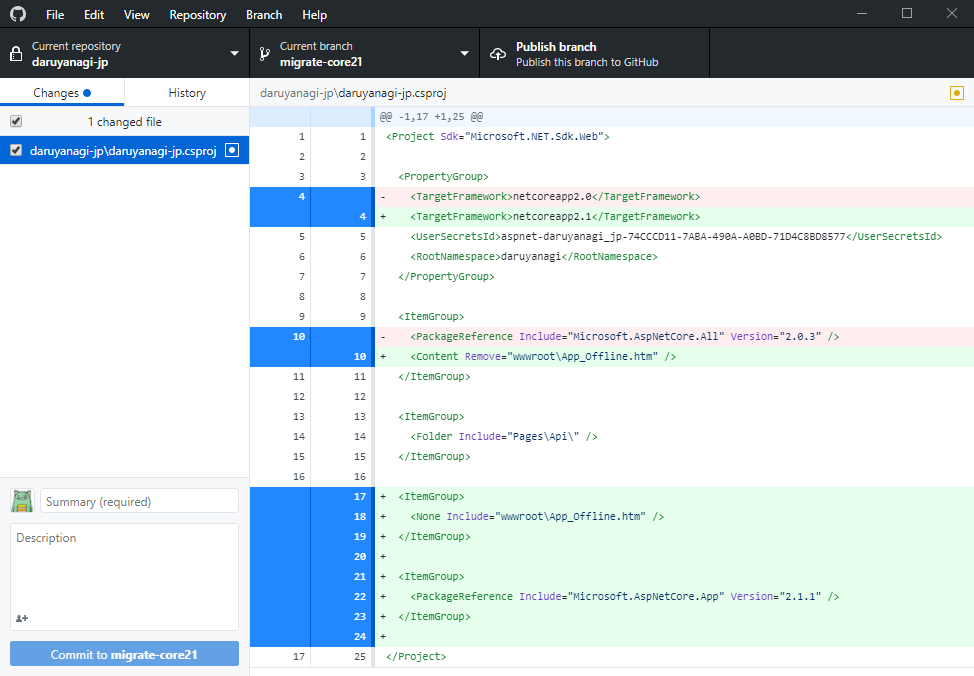 File Edit View Repository Branch Help
Current repository
daruyanagi-jp
Current branch
migrate-core21
Publish branch
Publish this branch to GitHub
Changes
History
daruyanagi-jp\daruyanagi-jp.csproj
1 changed file
daruyanagi-jp\daruyanagi-jp.csproj
@@ -1,17 +1,25 @@
1 1 <Project Sdk="Microsoft.NET.Sdk.Web">
2 2
3 3 <PropertyGroup>
4 - <TargetFramework>netcoreapp2.0</TargetFramework>
4 + <TargetFramework>netcoreapp2.1</TargetFramework>
5 5 <UserSecretsId>aspnet-daruyanagi_jp-74CCCD11-7ABA-490A-A0BD-71D4C8BD8577</UserSecretsId>
6 6 <RootNamespace>daruyanagi</RootNamespace>
7 7 </PropertyGroup>
8 8
9 9 <ItemGroup>
10 - <PackageReference Include="Microsoft.AspNetCore.All" Version="2.0.3" />
10 + <Content Remove="wwwroot\App_Offline.htm" />
11 11 </ItemGroup>
12 12
13 13 <ItemGroup>
14 14 <Folder Include="Pages\Api\" />
15 15 </ItemGroup>
16 16
17 + <ItemGroup>
18 + <None Include="wwwroot\App_Offline.htm" />
19 + </ItemGroup>
20 +
21 + <ItemGroup>
22 + <PackageReference Include="Microsoft.AspNetCore.App" Version="2.1.1" />
23 + </ItemGroup>
24 +
17 25 </Project>
Summary (required)
Description
Commit to migrate-core21